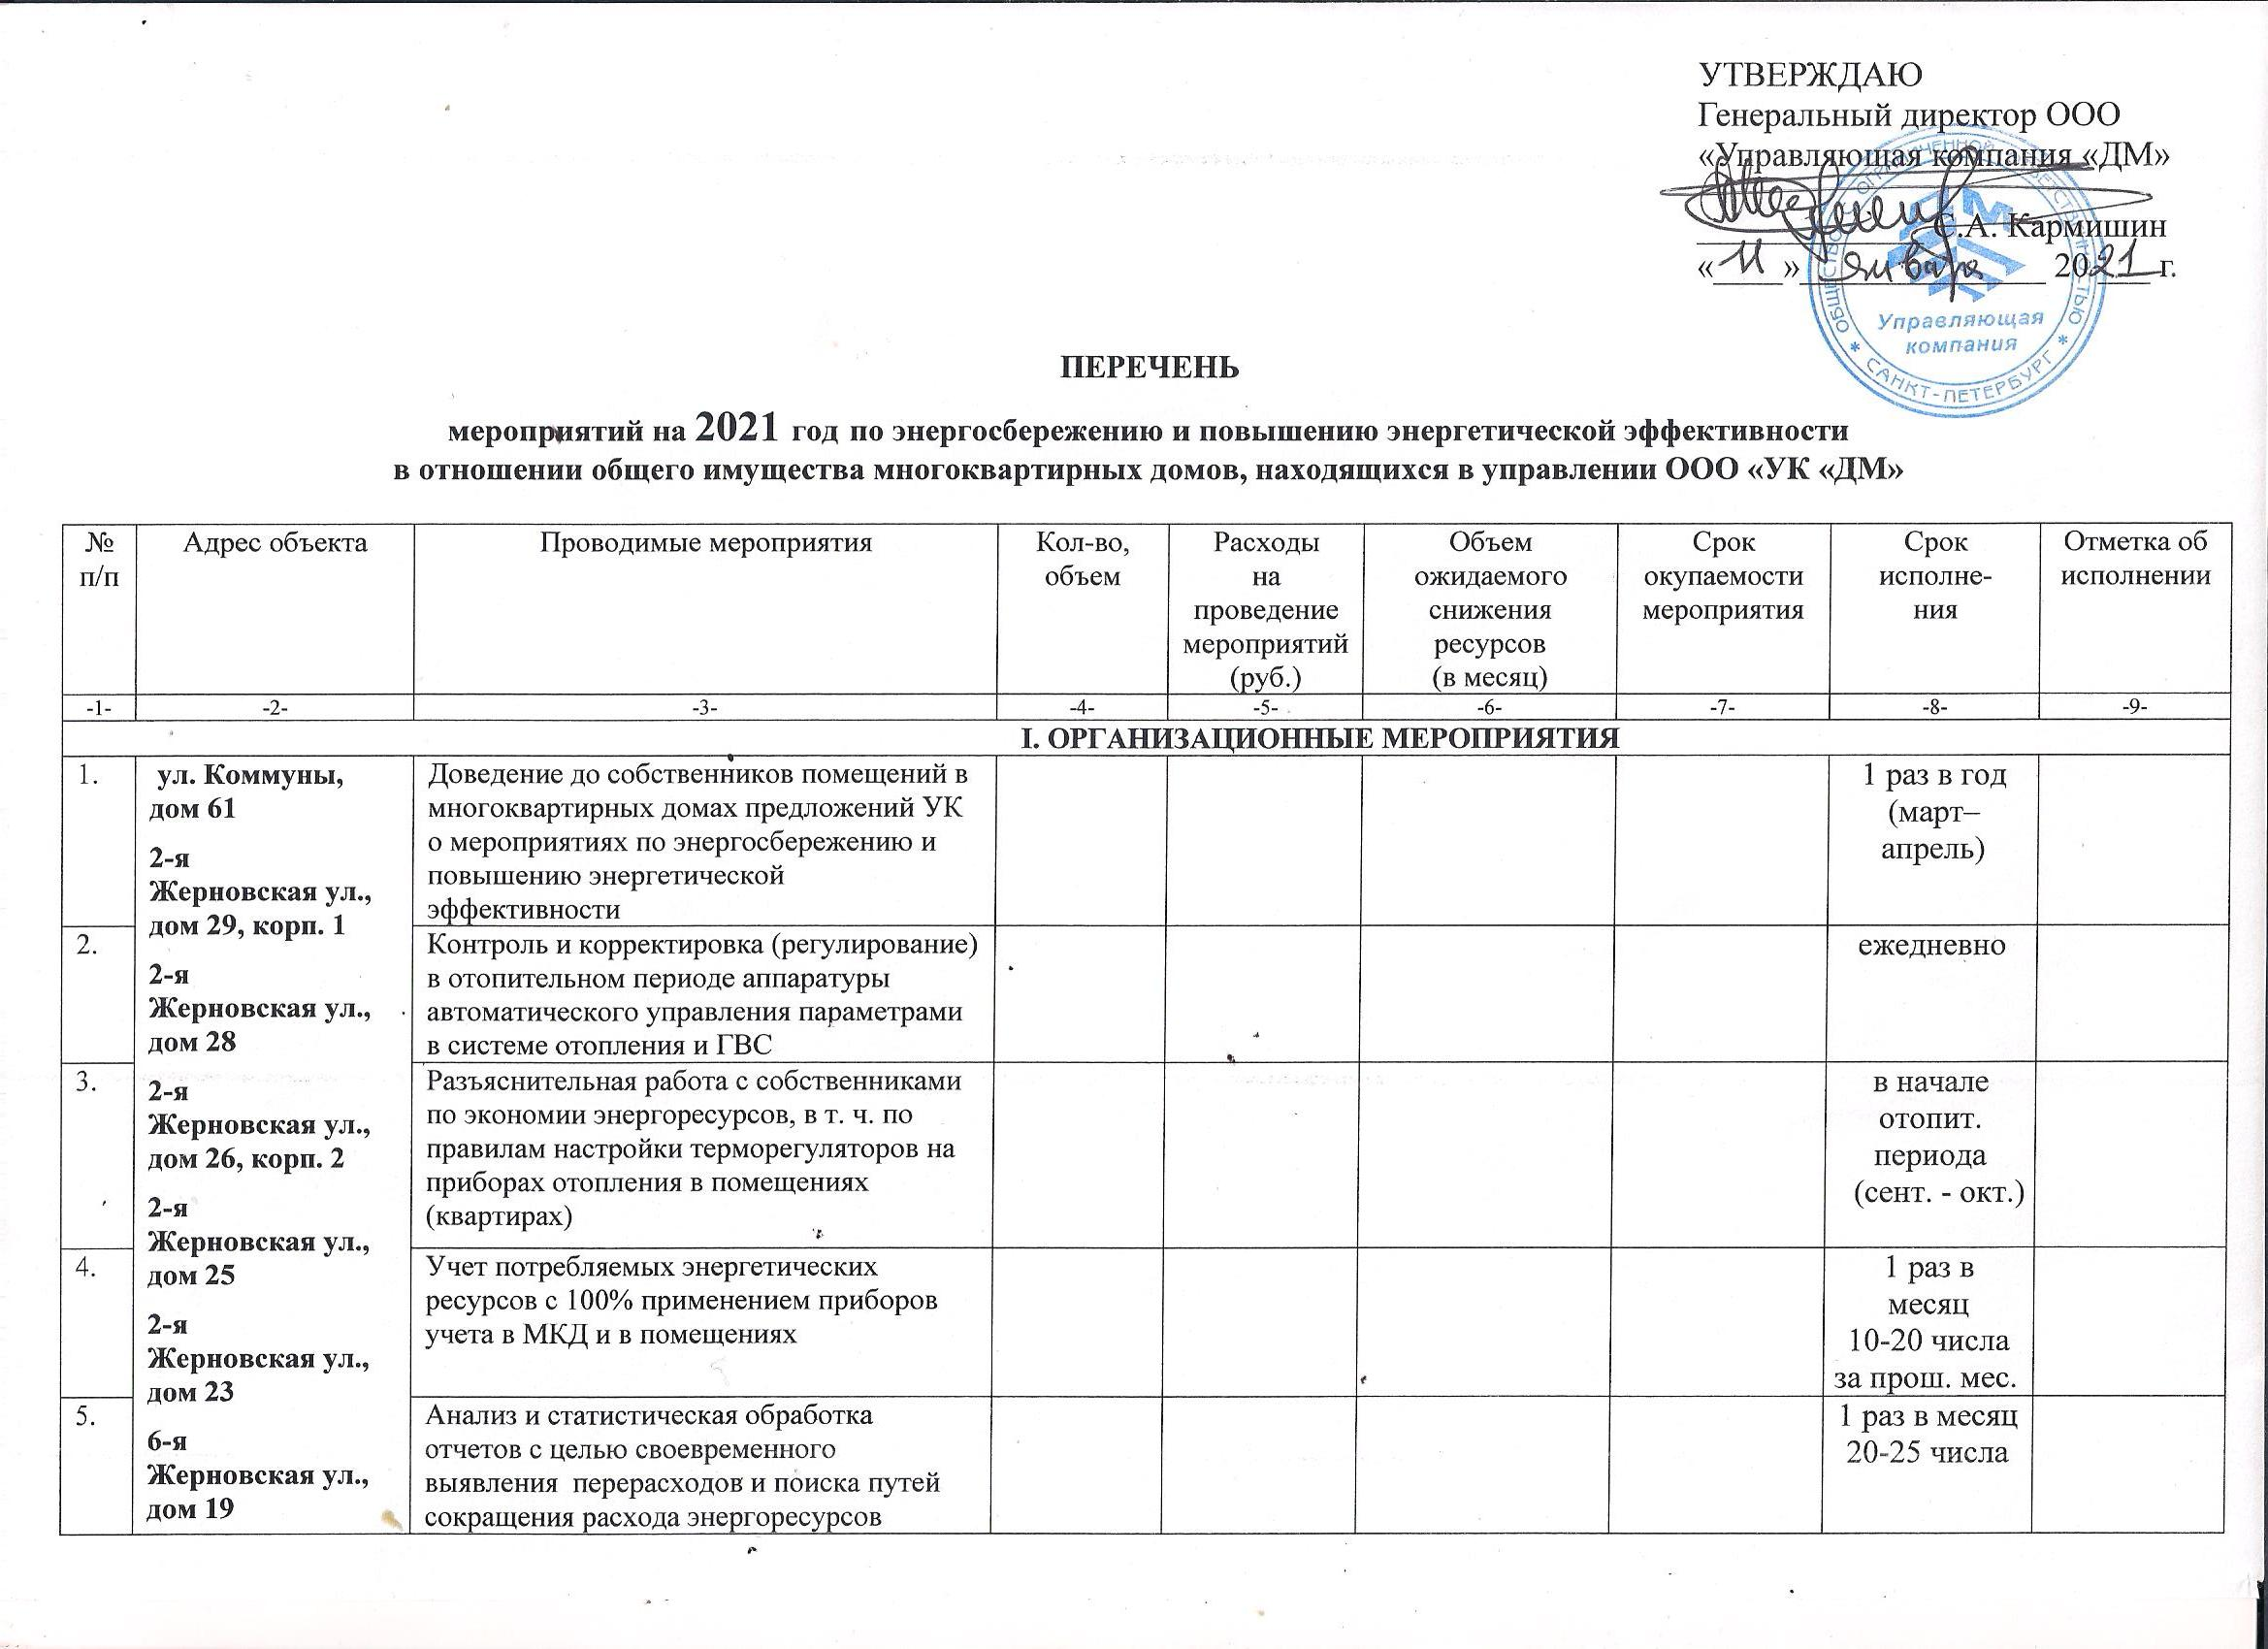 УТВЕРЖДАЮ
Генеральный директор ООО
«Управляющая компания «ДМ»
С.А. Кармишин
«11» января 2021 г.
ОБЩЕСТВО ОГРАНИЧЕННОЙ ОТВЕТСТВЕННОСТЬЮ
* САНКТ-ПЕТЕРБУРГ *
Управляющая
компания
ПЕРЕЧЕНЬ
мероприятий на 2021 год по энергосбережению и повышению энергетической эффективности
в отношении общего имущества многоквартирных домов, находящихся в управлении ООО «УК «ДМ»
№
п/п
Адрес объекта
Проводимые мероприятия
Кол-во,
объем
Расходы
на
проведение
мероприятий
(руб.)
Объем
ожидаемого
снижения
ресурсов
(в месяц)
Срок
окупаемости
мероприятия
Срок
исполне-
ния
Отметка об
исполнении
-1- -2- -3- -4- -5- -6- -7- -8- -9-
I. ОРГАНИЗАЦИОННЫЕ МЕРОПРИЯТИЯ
1.
ул. Коммуны,
дом 61
2-я
Жерновская ул.,
дом 29, корп. 1
2-я
Жерновская ул.,
дом 28
2-я
Жерновская ул.,
дом 26, корп. 2
2-я
Жерновская ул.,
дом 25
2-я
Жерновская ул.,
дом 23
6-я
Жерновская ул.,
дом 19
Доведение до собственников помещений в
многоквартирных домах предложений УК
о мероприятиях по энергосбережению и
повышению энергетической
эффективности
1 раз в год
(март–
апрель)
2.
Контроль и корректировка (регулирование)
в отопительном периоде аппаратуры
автоматического управления параметрами
в системе отопления и ГВС
ежедневно
3.
Разъяснительная работа с собственниками
по экономии энергоресурсов, в т. ч. по
правилам настройки терморегуляторов на
приборах отопления в помещениях
(квартирах)
в начале
отопит.
периода
(сент. - окт.)
4.
Учет потребляемых энергетических
ресурсов с 100% применением приборов
учета в МКД и в помещениях
1 раз в
месяц
10-20 числа
за прош. мес.
5.
Анализ и статистическая обработка
отчетов с целью своевременного
выявления перерасходов и поиска путей
сокращения расхода энергоресурсов
1 раз в месяц
20-25 числа